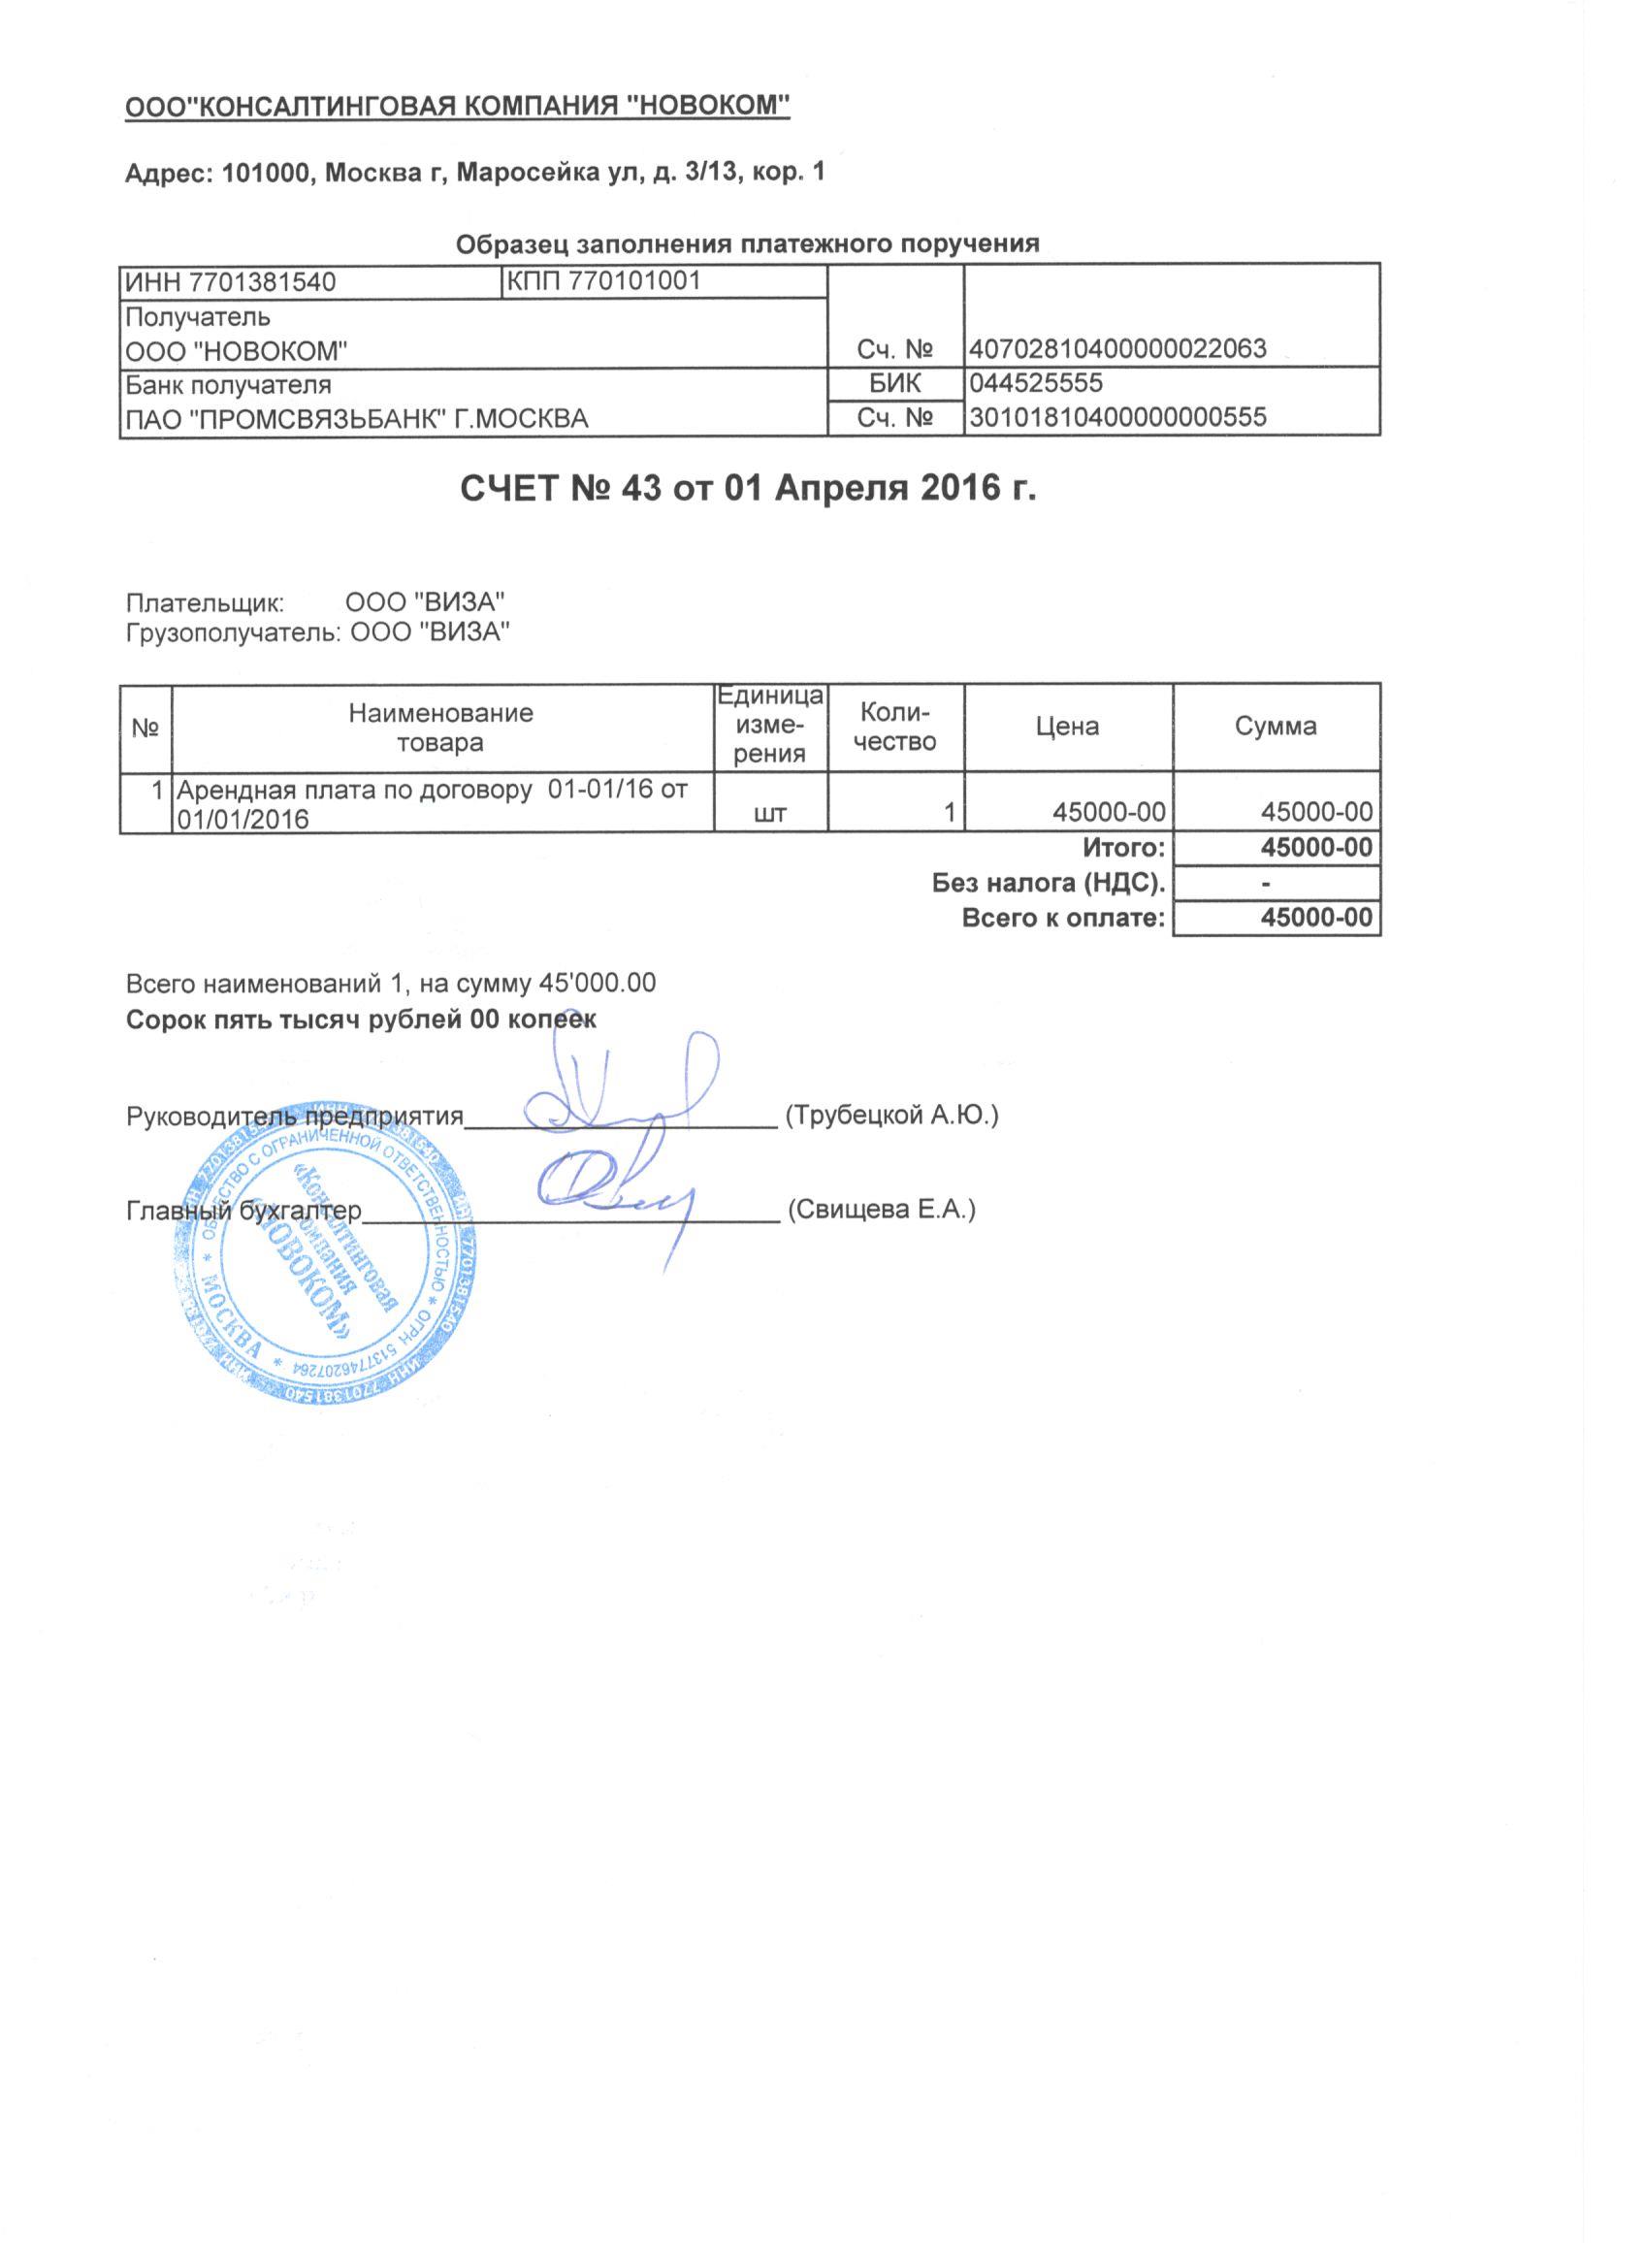 ООО"КОНСАЛТИНГОВАЯ КОМПАНИЯ "НОВОКОМ"
Адрес: 101000, Москва г, Маросейка ул, д. 3/13, кор. 1
Образец заполнения платежного поручения
ИНН 7701381540 КПП 770101001
Получатель
ООО "НОВОКОМ" Сч. № 40702810400000022063
Банк получателя БИК 044525555
ПАО "ПРОМСВЯЗЬБАНК" Г.МОСКВА Сч. № 30101810400000000555
СЧЕТ № 43 от 01 Апреля 2016 г.
Плательщик: ООО "ВИЗА"
Грузополучатель: ООО "ВИЗА"
№ Наименование товара Единица изме-рения Коли-чество Цена Сумма
1 Арендная плата по договору 01-01/16 от
01/01/2016 шт 1 45000-00 45000-00
Итого: 45000-00
Без налога (НДС). -
Всего к оплате: 45000-00
Всего наименований 1, на сумму 45'000.00
Сорок пять тысяч рублей 00 копеек
Руководитель предприятия (Трубецкой А.Ю.)
Главный бухгалтер (Свищева Е.А.)
ОБЩЕСТВО С ОГРАНИЧЕННОЙ ОТВЕТСТВЕННОСТЬЮ * ОГРН 5137746207264 * МОСКВА *
ИНН 7701381540
«Консалтинговая
компания
«НОВОКОМ»